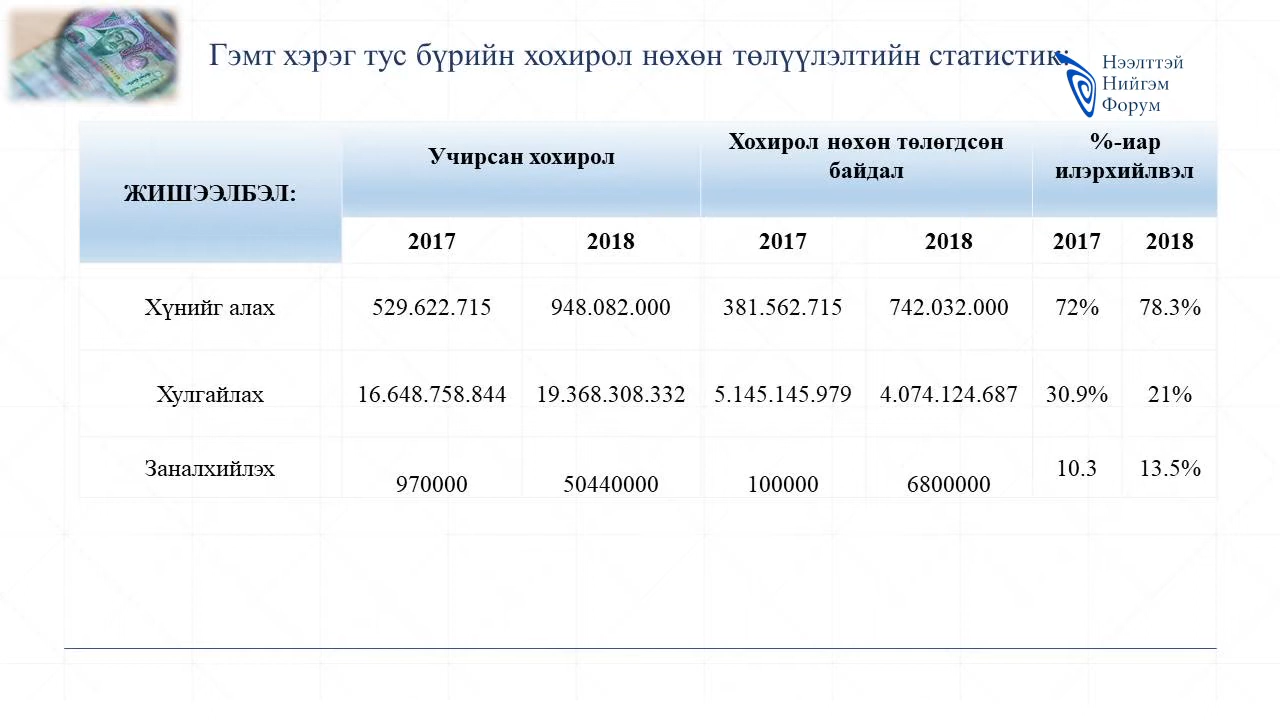 Гэмт хэрэг тус бүрийн хохирол нөхөн төлүүлэлтийн статистик:
Нээлттэй
Нийгэм
Форум
ЖИШЭЭЛБЭЛ:
Учирсан хохирол
Хохирол нөхөн төлөгдсөн
байдал
%-иар
илэрхийлвэл
2017 2018 2017 2018 2017 2018
Хүнийг алах 529.622.715 948.082.000 381.562.715 742.032.000 72% 78.3%
Хулгайлах 16.648.758.844 19.368.308.332 5.145.145.979 4.074.124.687 30.9% 21%
Заналхийлэх 970000 50440000 100000 6800000 10.3 13.5%